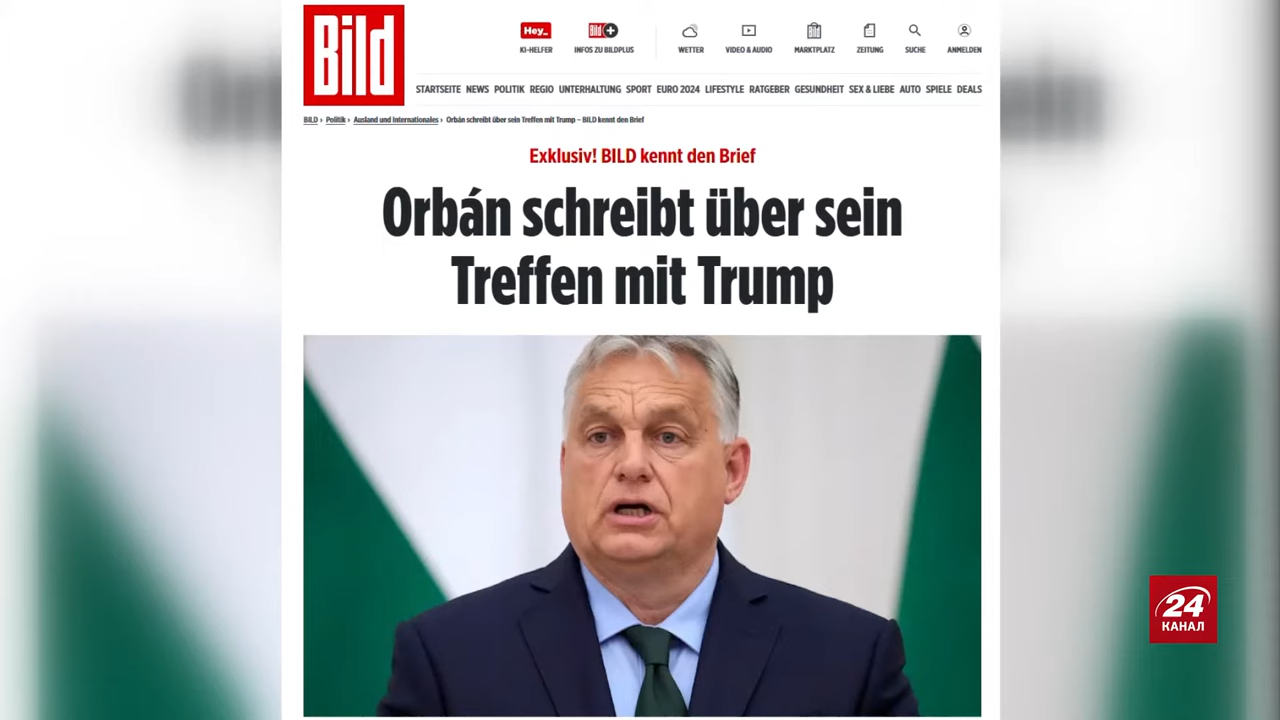 Bild
Hey_
Bild
KI-HELFER
INFOS ZU BILDPLUS
WETTER
VIDEO & AUDIO
MARKTPLATZ
ZEITUNG
SUCHE
ANMELDEN
STARTSEITE NEWS POLITIK REGIO UNTERHALTUNG SPORT EURO 2024 LIFESTYLE RATGEBER GESUNDHEIT SEX & LIEBE AUTO SPIELE DEALS
BILD › Politik › Ausland und Internationales › Orbán schreibt über sein Treffen mit Trump – BILD kennt den Brief
Exklusiv! BILD kennt den Brief
Orbán schreibt über sein
Treffen mit Trump
24
КАНАЛ